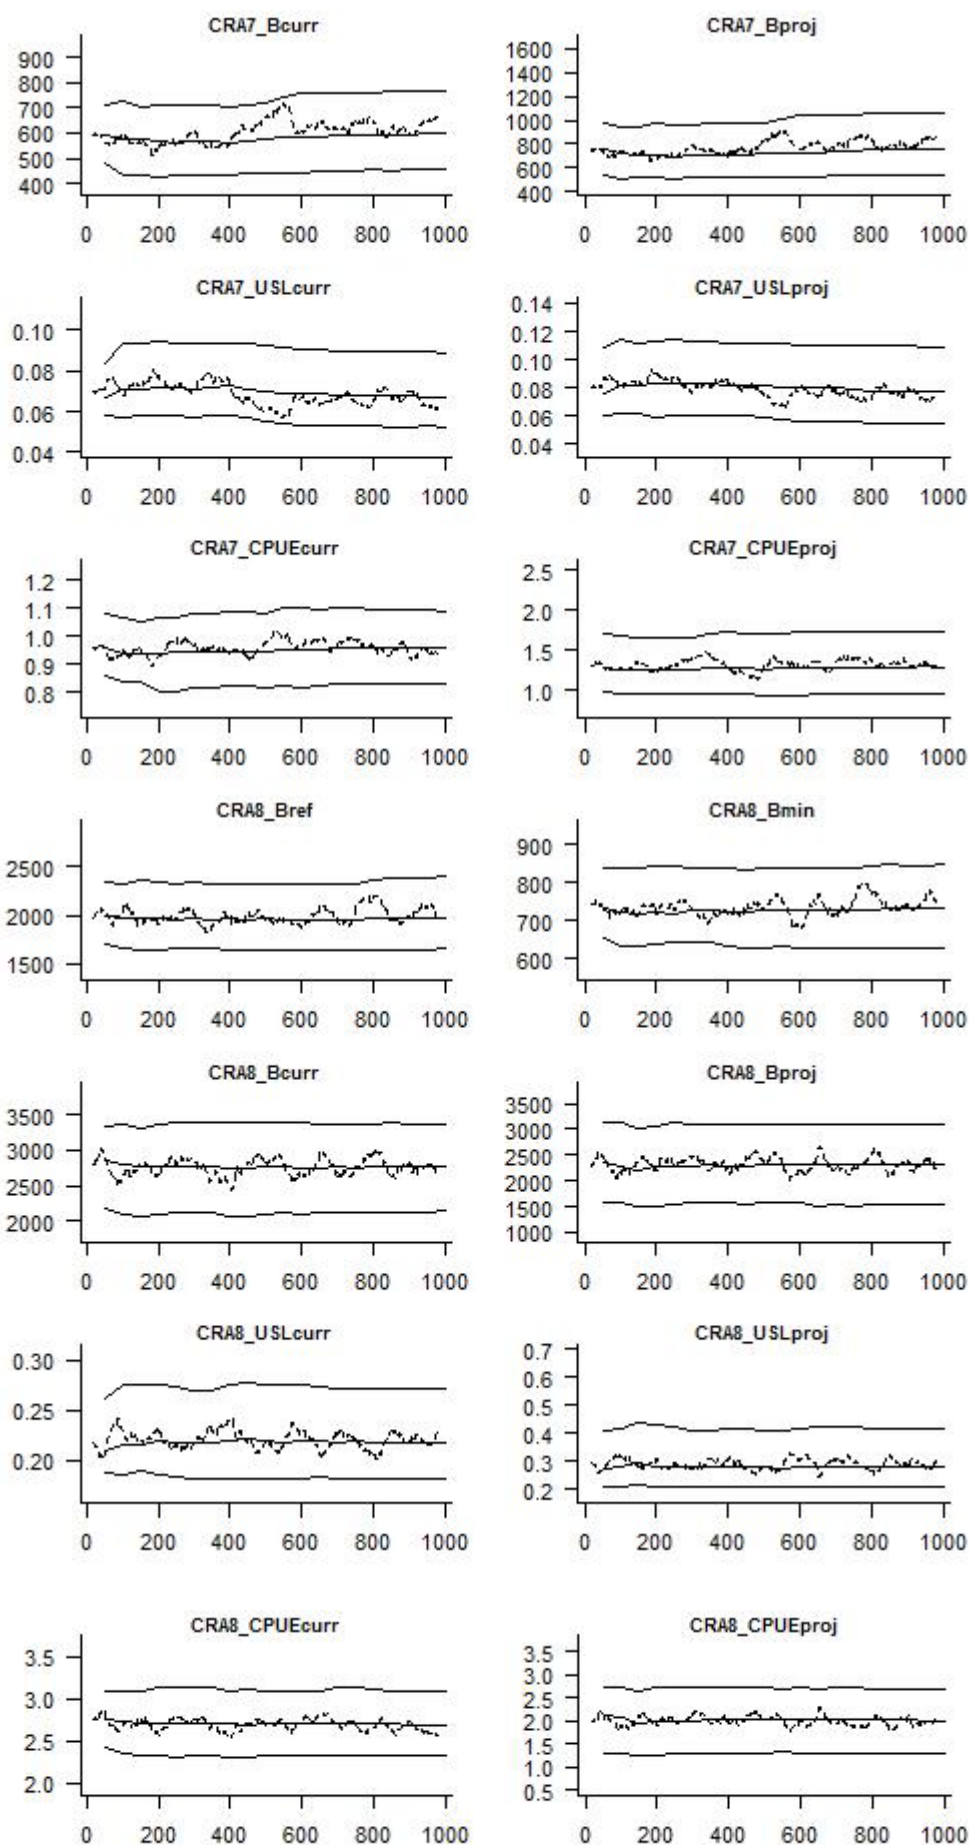 CRA7_Bcurr
900
800
700
600
500
400
0 200 400 600 800 1000
CRA7_Bproj
1600
1400
1200
1000
800
600
400
0 200 400 600 800 1000
CRA7_USLcurr
0.10
0.08
0.06
0.04
0 200 400 600 800 1000
CRA7_USLproj
0.14
0.12
0.10
0.08
0.06
0.04
0 200 400 600 800 1000
CRA7_CPUEcurr
1.2
1.1
1.0
0.9
0.8
0 200 400 600 800 1000
CRA7_CPUEproj
2.5
2.0
1.5
1.0
0 200 400 600 800 1000
CRA8_Bref
2500
2000
1500
0 200 400 600 800 1000
CRA8_Bmin
900
800
700
600
0 200 400 600 800 1000
CRA8_Bcurr
3500
3000
2500
2000
0 200 400 600 800 1000
CRA8_Bproj
3500
3000
2500
2000
1500
1000
0 200 400 600 800 1000
CRA8_USLcurr
0.30
0.25
0.20
0 200 400 600 800 1000
CRA8_USLproj
0.7
0.6
0.5
0.4
0.3
0.2
0 200 400 600 800 1000
CRA8_CPUEcurr
3.5
3.0
2.5
2.0
0 200 400 600 800 1000
CRA8_CPUEproj
3.5
3.0
2.5
2.0
1.5
1.0
0.5
0 200 400 600 800 1000